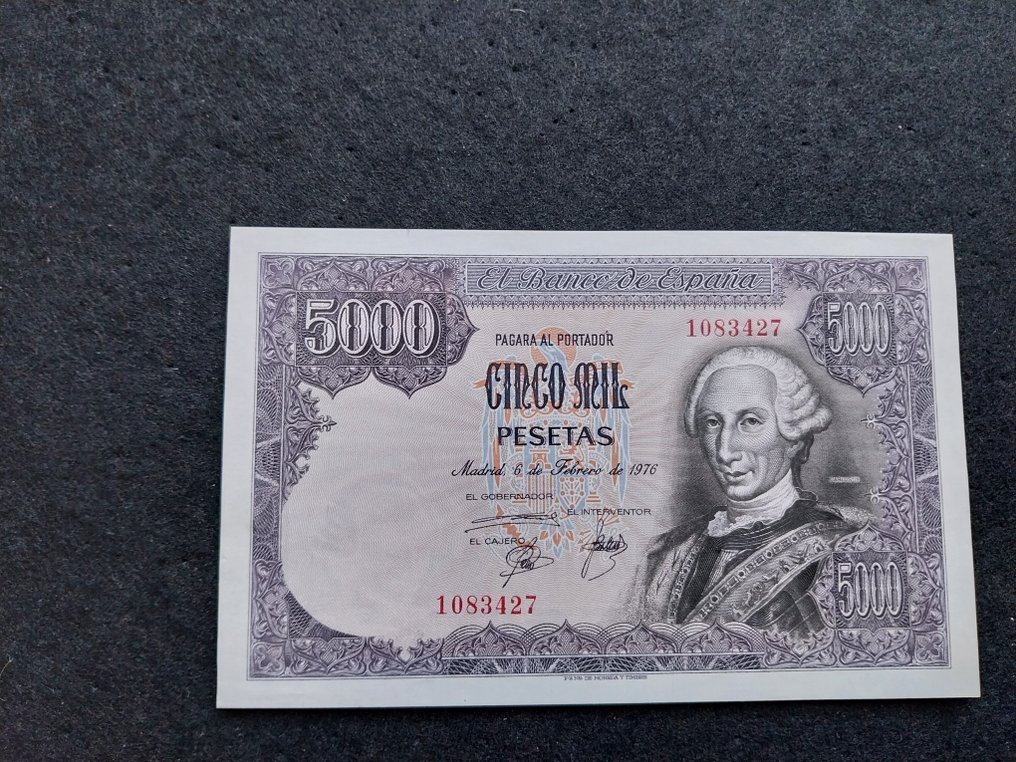 El Banco de España
5000
1083427
5000
PAGARA AL PORTADOR
CINCO MIL
PESETAS
Madrid, 6 de Febrero de 1976
EL GOBERNADOR
EL INTERVENTOR
EL CAJERO
5000
1083427